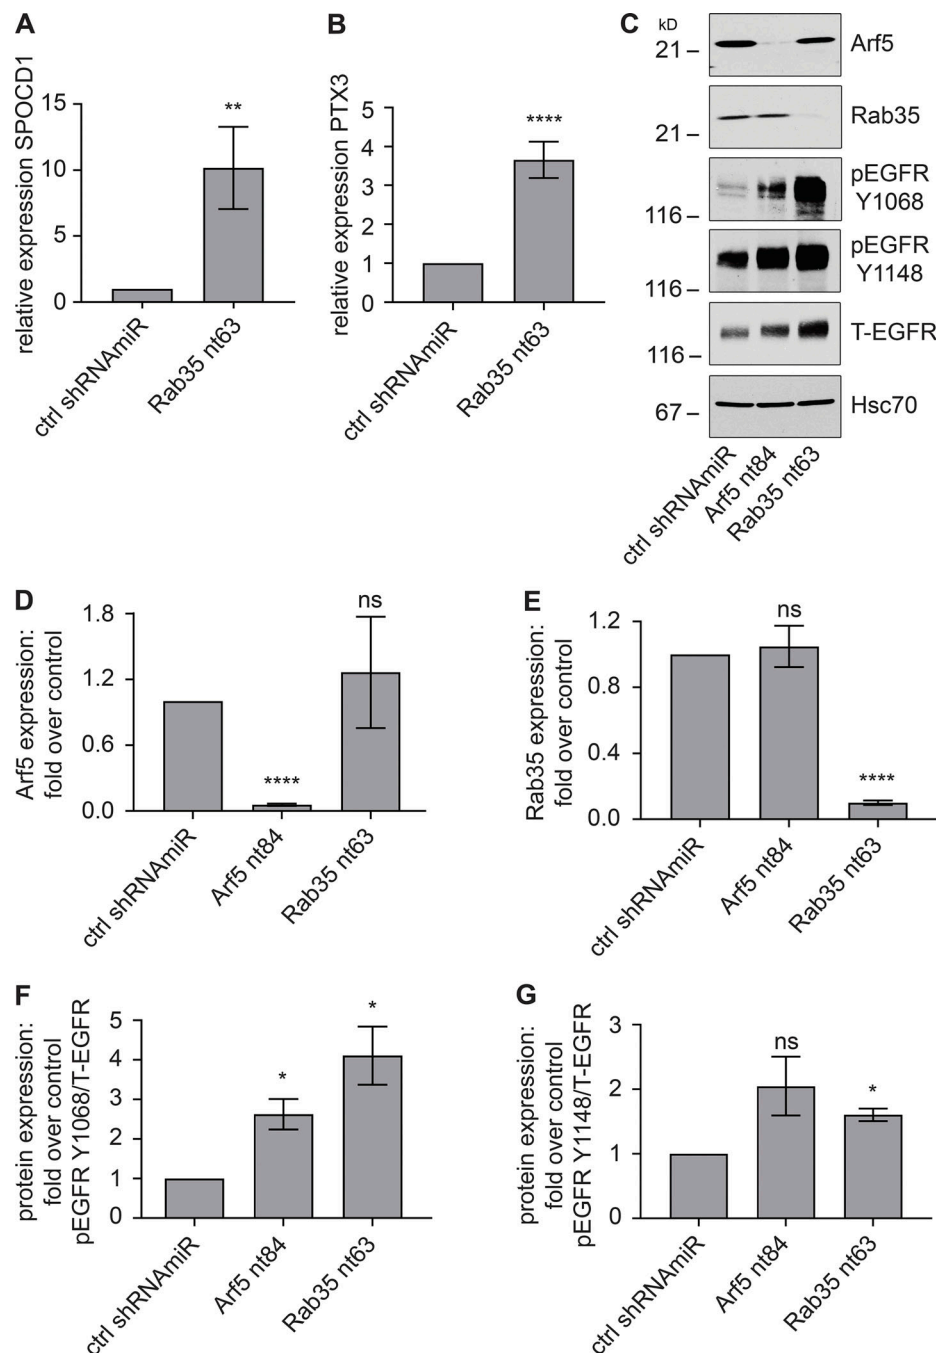 A
relative expression SPOCD1
15
10
5
0
**
ctrl shRNAmiR
Rab35 nt63
B
relative expression PTX3
5
4
3
2
1
0
****
ctrl shRNAmiR
Rab35 nt63
C
kD
21
Arf5
21
Rab35
116
pEGFR
Y1068
116
pEGFR
Y1148
116
T-EGFR
67
Hsc70
ctrl shRNAmiR
Arf5 nt84
Rab35 nt63
D
Arf5 expression:
fold over control
1.8
1.2
0.6
0.0
****
ns
ctrl shRNAmiR
Arf5 nt84
Rab35 nt63
E
Rab35 expression:
fold over control
1.2
0.8
0.4
0.0
ns
****
ctrl shRNAmiR
Arf5 nt84
Rab35 nt63
F
protein expression:
fold over control
pEGFR Y1068/T-EGFR
5
4
3
2
1
0
*
*
ctrl shRNAmiR
Arf5 nt84
Rab35 nt63
G
protein expression:
fold over control
pEGFR Y1148/T-EGFR
3
2
1
0
ns
*
ctrl shRNAmiR
Arf5 nt84
Rab35 nt63